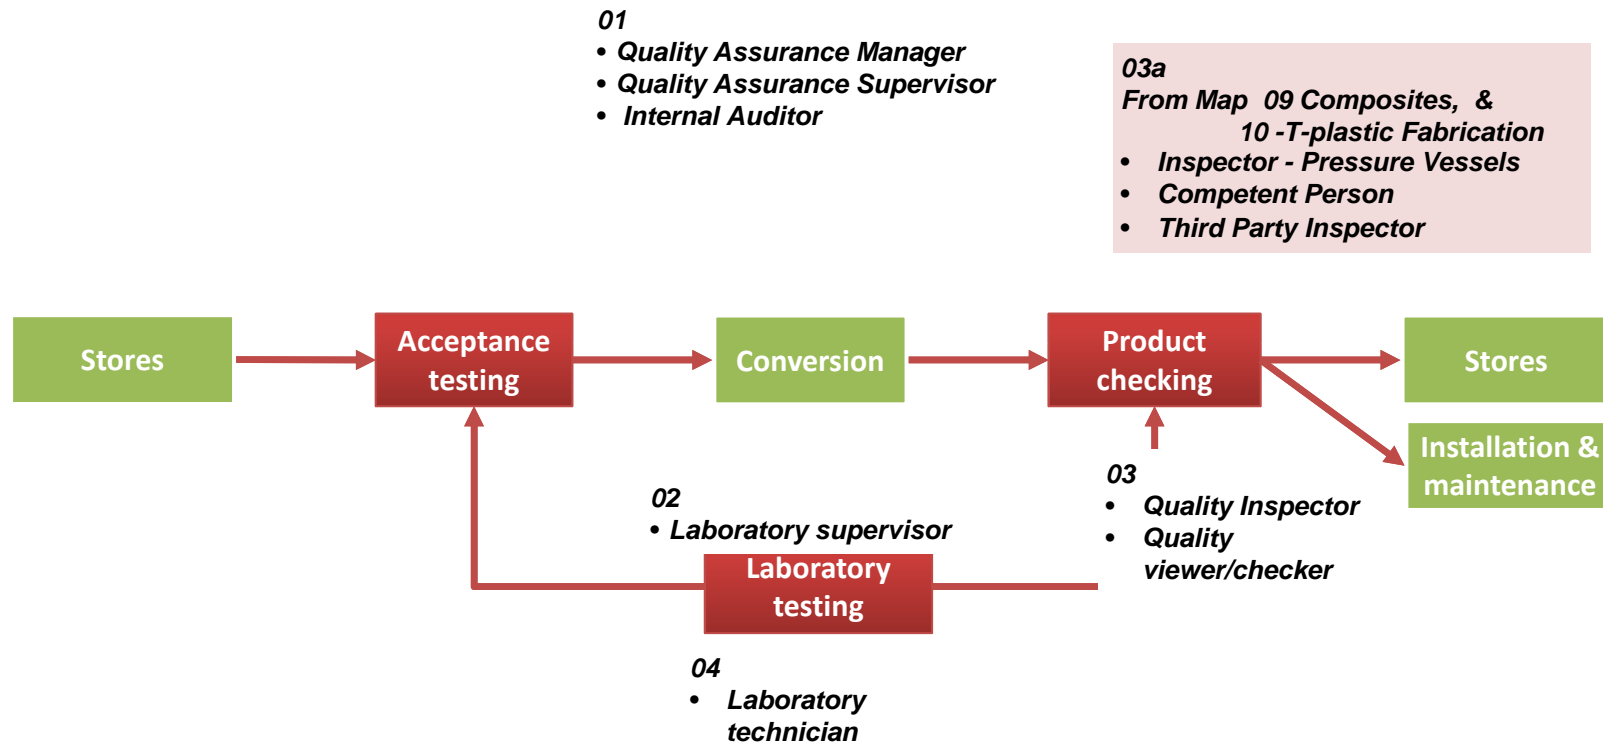 01
• Quality Assurance Manager
• Quality Assurance Supervisor
• Internal Auditor
03a
From Map 09 Composites, &
10 -T-plastic Fabrication
• Inspector - Pressure Vessels
• Competent Person
• Third Party Inspector
Stores
Acceptance
testing
Conversion
Product
checking
Stores
Installation &
maintenance
02
• Laboratory supervisor
Laboratory
testing
03
• Quality Inspector
• Quality
viewer/checker
04
• Laboratory
technician